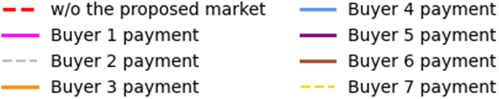 w/o the proposed market
Buyer 1 payment
Buyer 2 payment
Buyer 3 payment
Buyer 4 payment
Buyer 5 payment
Buyer 6 payment
Buyer 7 payment